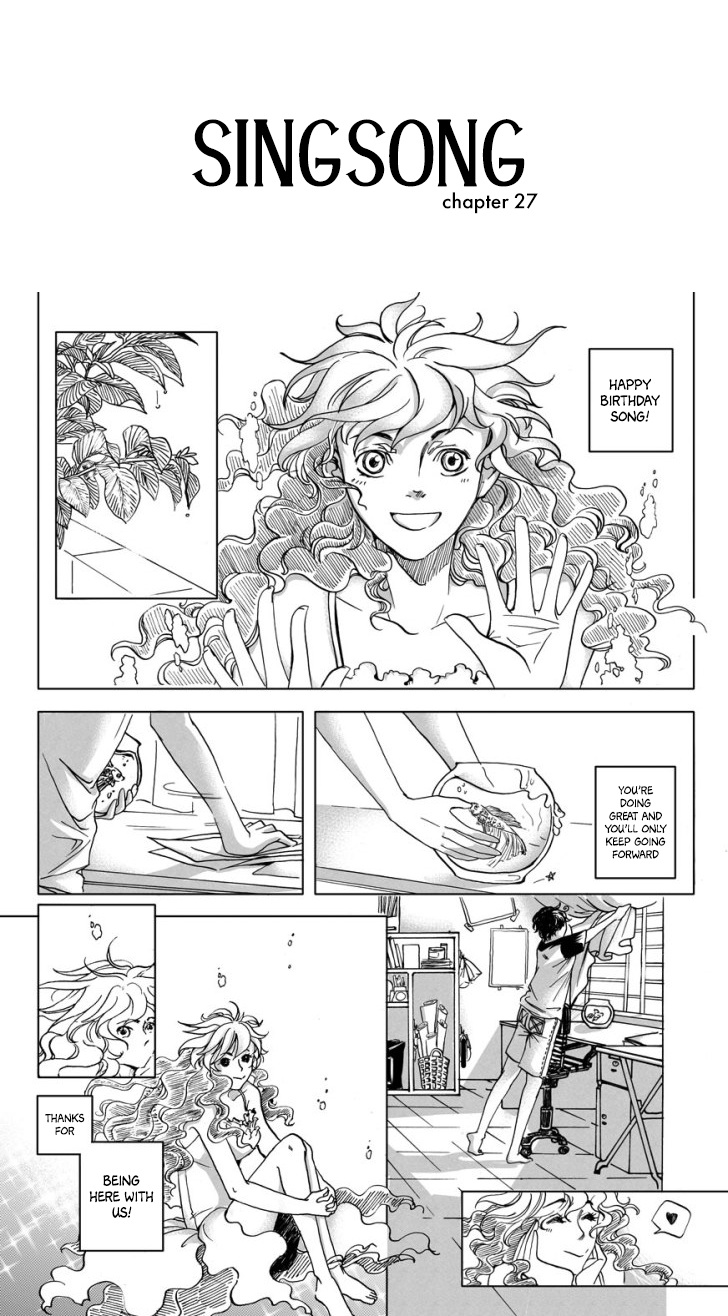 SINGSONG
chapter 27
HAPPY
BIRTHDAY
SONG!
YOU'RE
DOING
GREAT AND
YOU'LL ONLY
KEEP GOING
FORWARD
THANKS
FOR
BEING
HERE WITH
US!